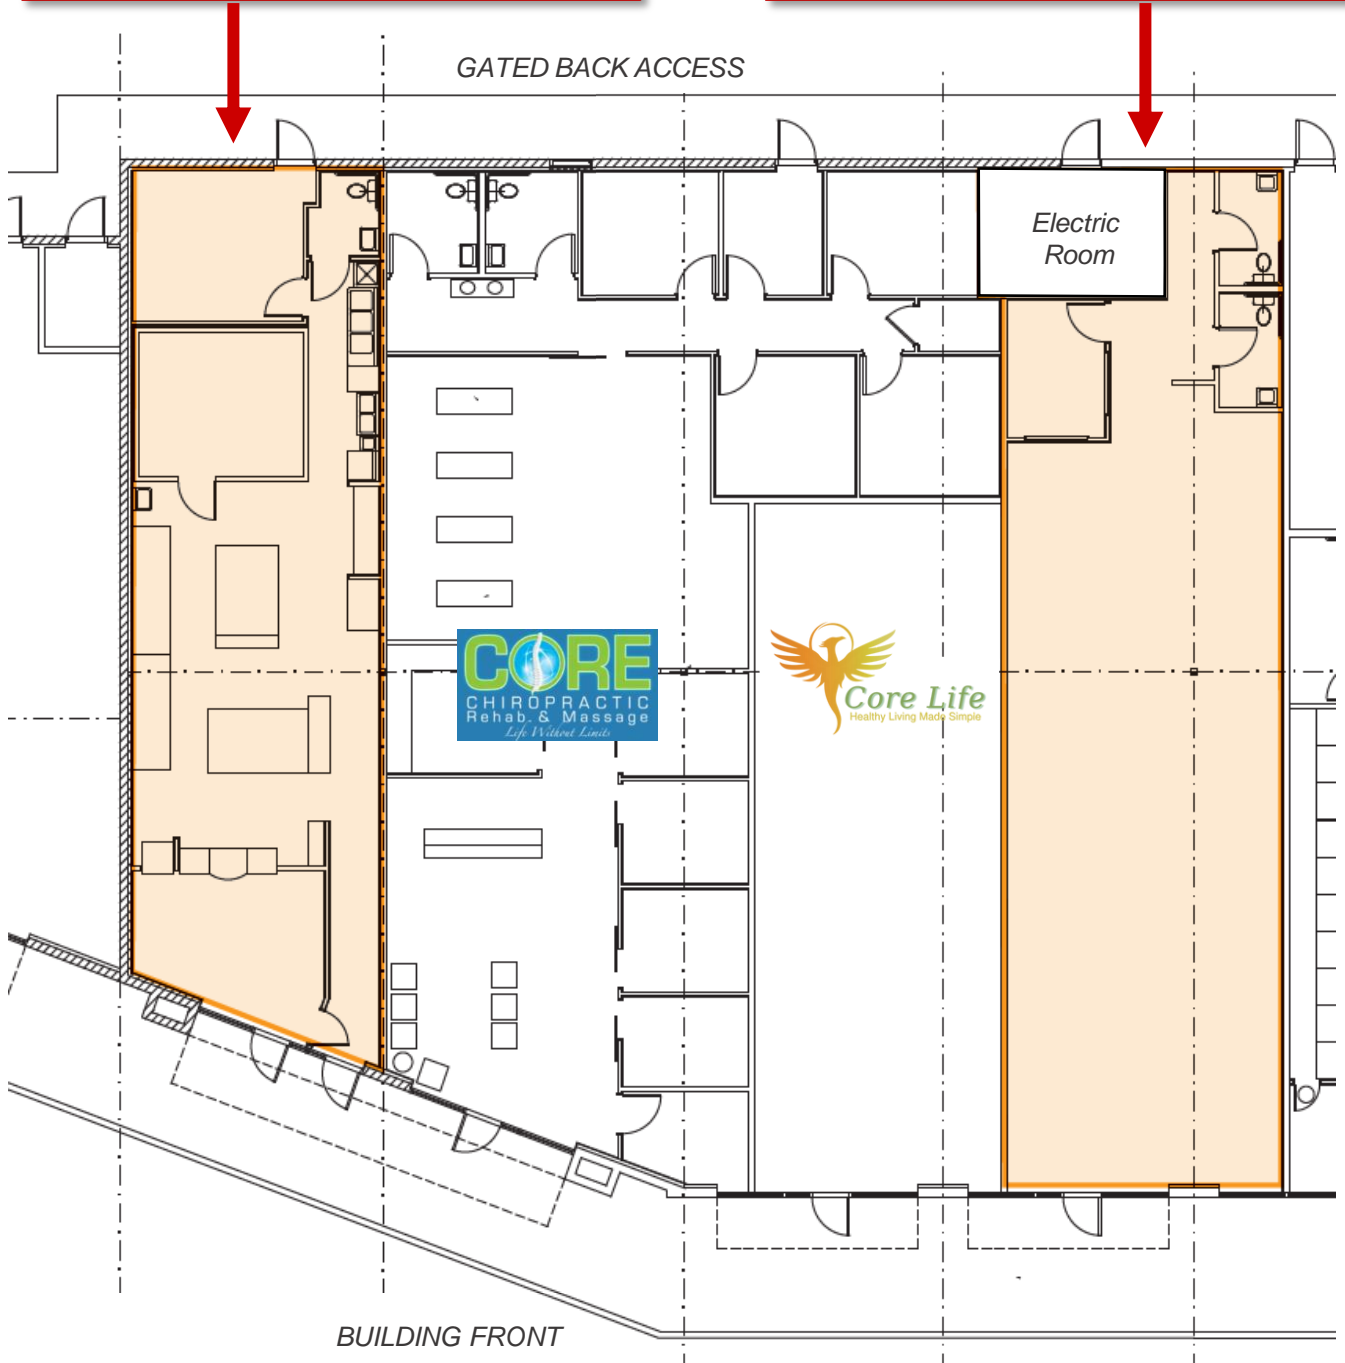 GATED BACK ACCESS
Electric
Room
CORE
CHIROPRACTIC
Rehab. & Massage
Life Without Limits
Core Life
Healthy Living Made Simple
BUILDING FRONT